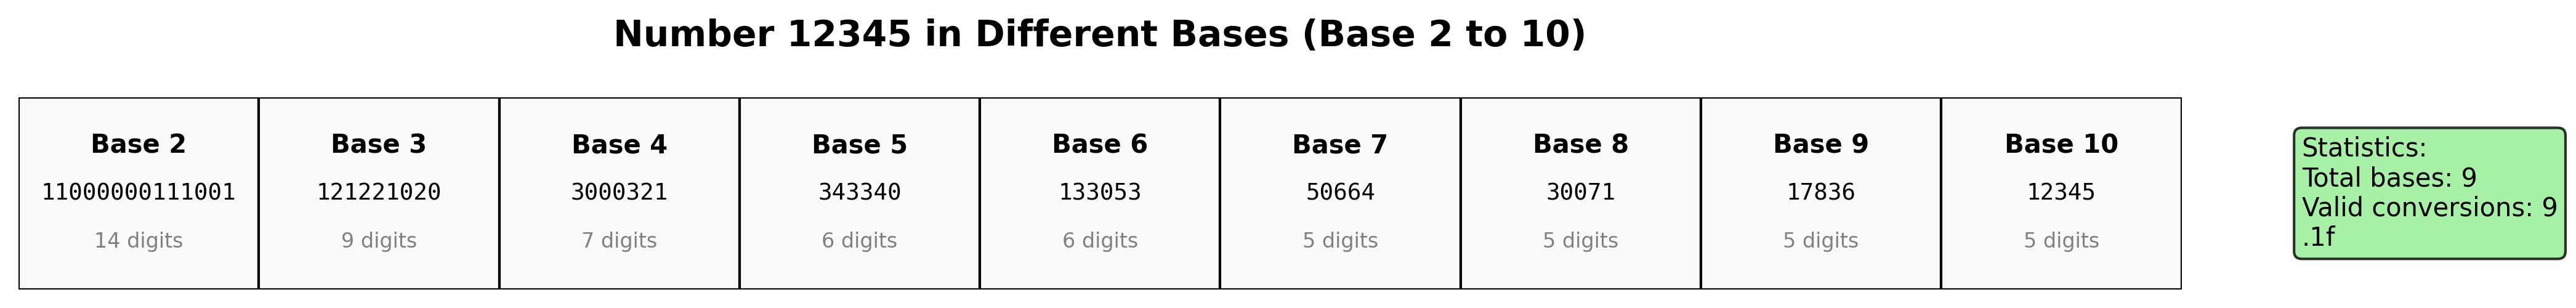 Number 12345 in Different Bases (Base 2 to 10)
Base 2
11000000111001
14 digits
Base 3
121221020
9 digits
Base 4
3000321
7 digits
Base 5
343340
6 digits
Base 6
133053
6 digits
Base 7
50664
5 digits
Base 8
30071
5 digits
Base 9
17836
5 digits
Base 10
12345
5 digits
Statistics:
Total bases: 9
Valid conversions: 9
.1f